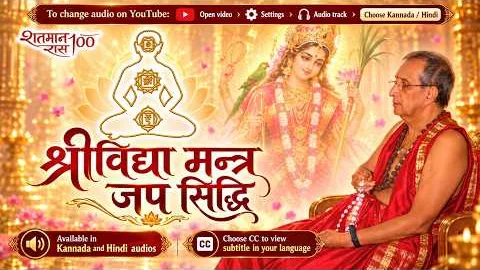 To change audio on YouTube: Open video ▸ Settings ▸ Audio track ▸ Choose Kannada / Hindi
शतमान
रास 100
श्रीविद्या मन्त्र
जप सिद्धि
Available in
Kannada and Hindi audios
CC
Choose CC to view
subtitle in your language